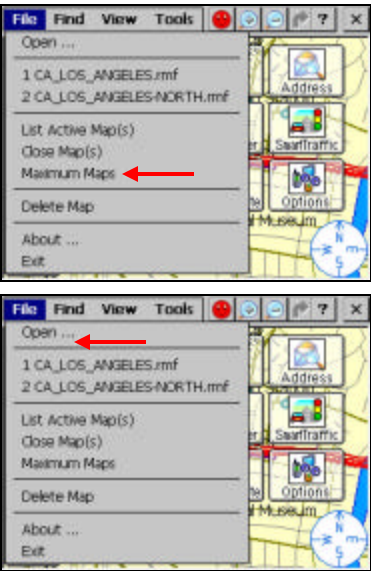 File Find View Tools ? ×
Open ...
1 CA_LOS_ANGELES.rmf
2 CA_LOS_ANGELES-NORTH.rmf
Address
List Active Map(s)
SmartTraffic
Close Map(s)
Maximum Maps
Options
Delete Map
Museum
About ...
N
S
Exit
File Find View Tools ? ×
Open ...
1 CA_LOS_ANGELES.rmf
2 CA_LOS_ANGELES-NORTH.rmf
Address
List Active Map(s)
SmartTraffic
Close Map(s)
Maximum Maps
Options
Delete Map
Museum
About ...
N
S
Exit